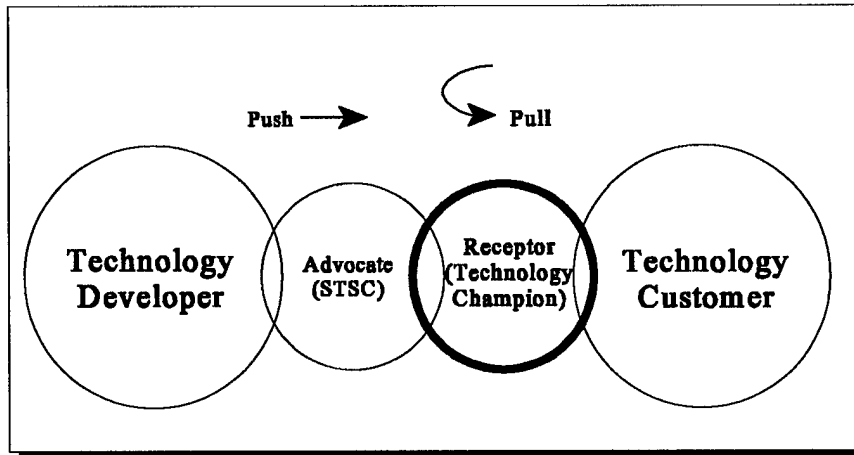 Push
Pull
Technology
Developer
Advocate
(STSC)
Receptor
(Technology
Champion)
Technology
Customer